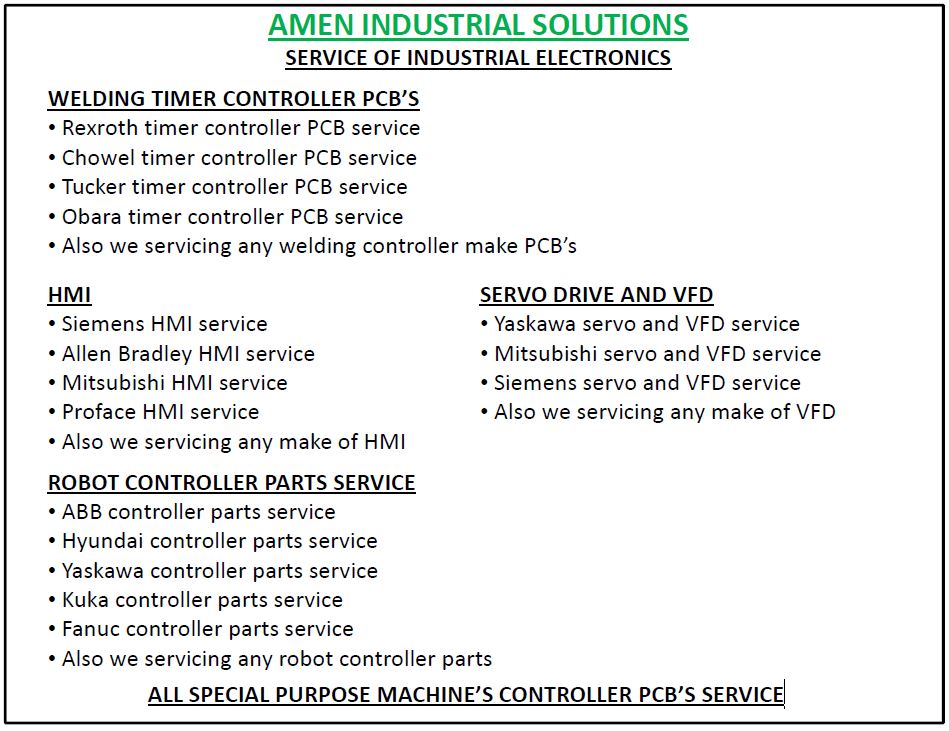 AMEN INDUSTRIAL SOLUTIONS
SERVICE OF INDUSTRIAL ELECTRONICS
WELDING TIMER CONTROLLER PCB’S
• Rexroth timer controller PCB service
• Chowel timer controller PCB service
• Tucker timer controller PCB service
• Obara timer controller PCB service
• Also we servicing any welding controller make PCB’s
HMI
• Siemens HMI service
• Allen Bradley HMI service
• Mitsubishi HMI service
• Proface HMI service
• Also we servicing any make of HMI
SERVO DRIVE AND VFD
• Yaskawa servo and VFD service
• Mitsubishi servo and VFD service
• Siemens servo and VFD service
• Also we servicing any make of VFD
ROBOT CONTROLLER PARTS SERVICE
• ABB controller parts service
• Hyundai controller parts service
• Yaskawa controller parts service
• Kuka controller parts service
• Fanuc controller parts service
• Also we servicing any robot controller parts
ALL SPECIAL PURPOSE MACHINE’S CONTROLLER PCB’S SERVICE